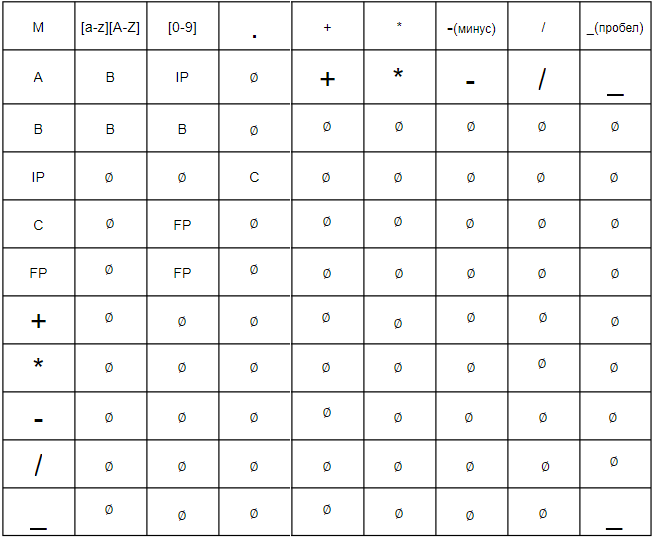 M [a-z][A-Z] [0-9] . + * -(минус) / _(пробел)
A B IP ∅ + * - / _
B B B ∅ ∅ ∅ ∅ ∅ ∅
IP ∅ ∅ C ∅ ∅ ∅ ∅ ∅
C ∅ FP ∅ ∅ ∅ ∅ ∅ ∅
FP ∅ FP ∅ ∅ ∅ ∅ ∅ ∅
+ ∅ ∅ ∅ ∅ ∅ ∅ ∅ ∅
* ∅ ∅ ∅ ∅ ∅ ∅ ∅ ∅
- ∅ ∅ ∅ ∅ ∅ ∅ ∅ ∅
/ ∅ ∅ ∅ ∅ ∅ ∅ ∅ ∅
_ ∅ ∅ ∅ ∅ ∅ ∅ ∅ _